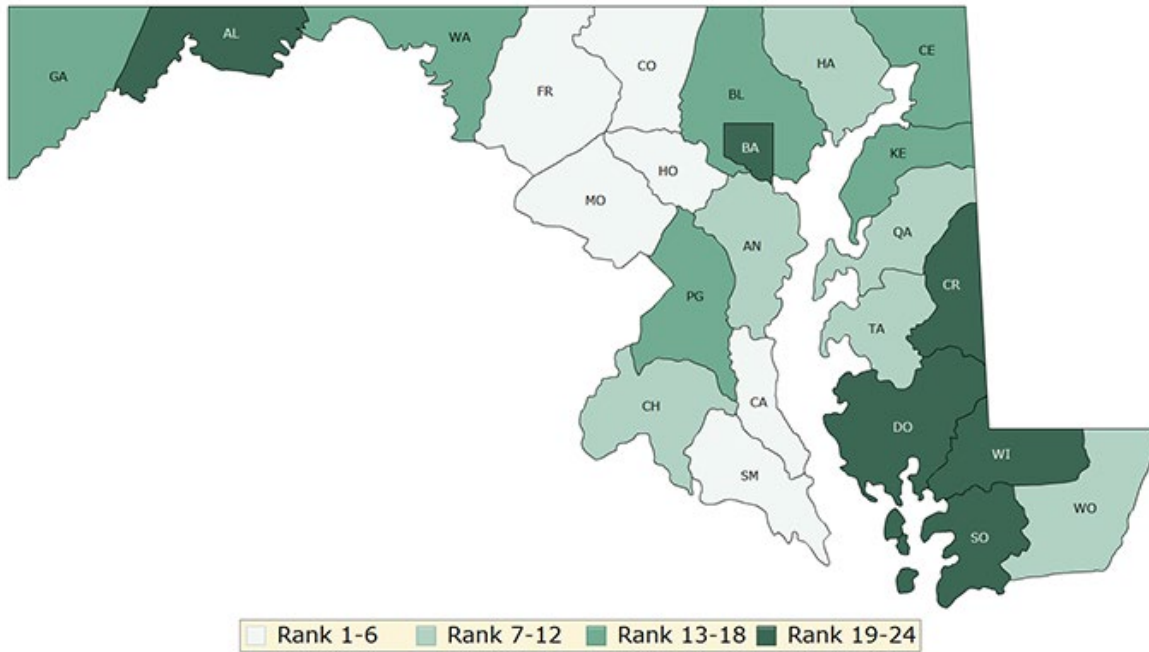 GA
AL
WA
FR
CO
BL
HA
CE
BA
KE
HO
MO
AN
QA
PG
CR
TA
CH
CA
DO
SM
WI
WO
SO
Rank 1-6 Rank 7-12 Rank 13-18 Rank 19-24